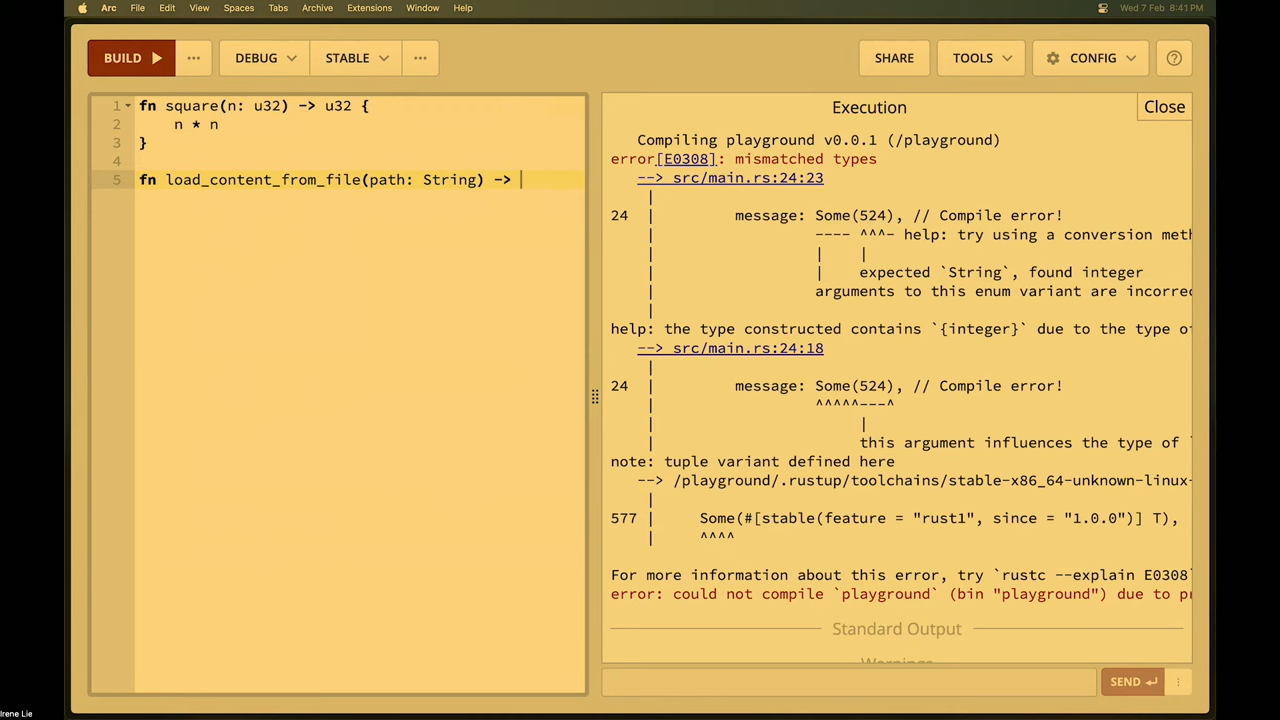 Arc File Edit View Spaces Tabs Archive Extensions Window Help Wed 7 Feb 8:41 PM
BUILD ··· DEBUG STABLE ··· SHARE TOOLS CONFIG
1 fn square(n: u32) -> u32 {
2     n * n
3 }
4
5 fn load_content_from_file(path: String) ->
Execution
Close
   Compiling playground v0.0.1 (/playground)
error[E0308]: mismatched types
   --> src/main.rs:24:23
    |
24  |         message: Some(524), // Compile error!
    |                  ---- ^^^- help: try using a conversion meth
    |                  |    |
    |                  |    expected `String`, found integer
    |                  arguments to this enum variant are incorrec
    |
help: the type constructed contains `{integer}` due to the type of
   --> src/main.rs:24:18
    |
24  |         message: Some(524), // Compile error!
    |                  ^^^^^---^
    |                       |
    |                       this argument influences the type of `
note: tuple variant defined here
   --> /playground/.rustup/toolchains/stable-x86_64-unknown-linux-
    |
577 |     Some(#[stable(feature = "rust1", since = "1.0.0")] T),
    |     ^^^^
For more information about this error, try `rustc --explain E0308`
error: could not compile `playground` (bin "playground") due to pr
Standard Output
Warnings
SEND
Irene Lie